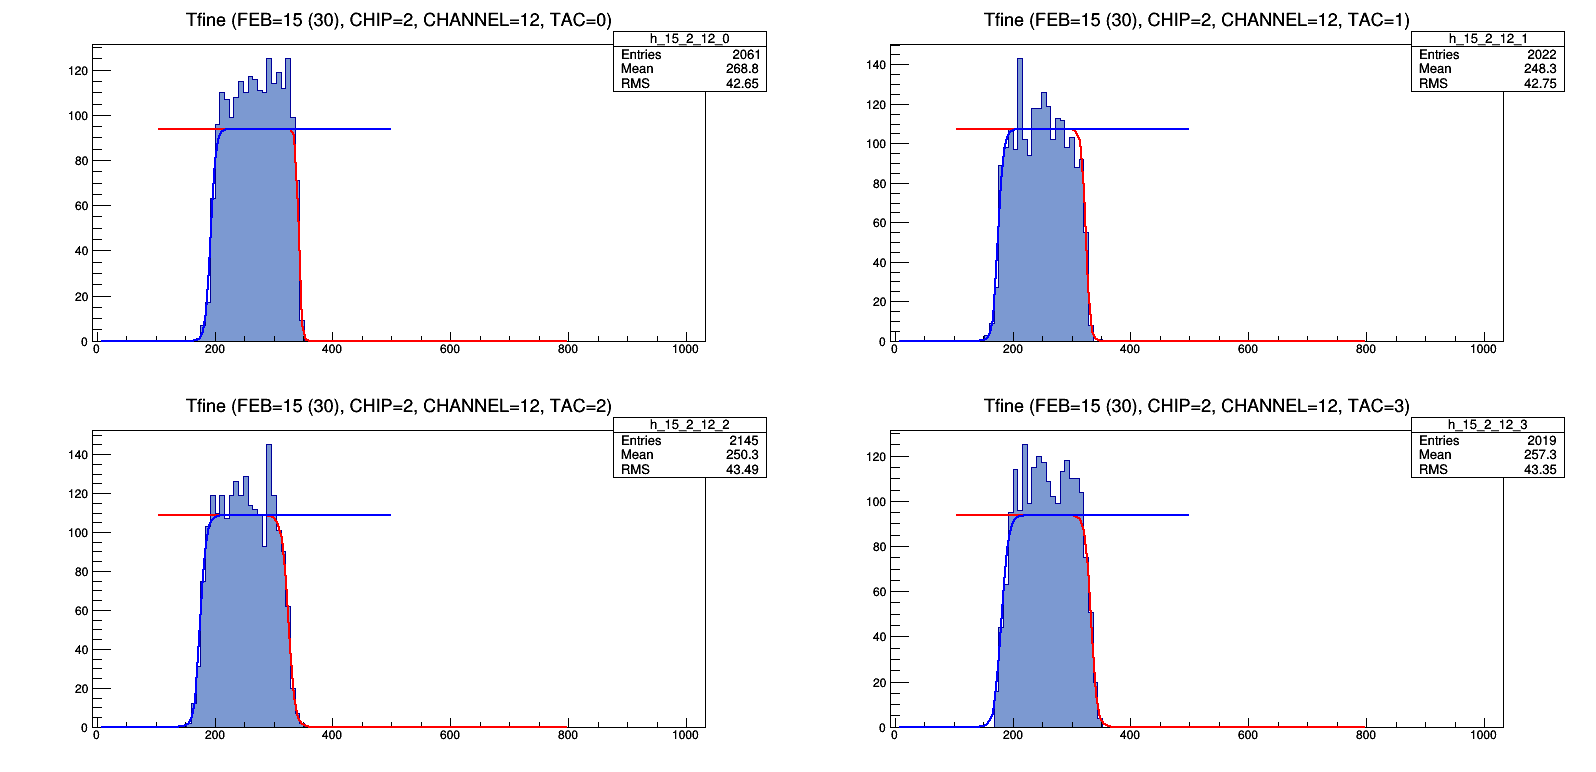 Tfine (FEB=15 (30), CHIP=2, CHANNEL=12, TAC=0)
h_15_2_12_0
Entries 2061
Mean 268.8
RMS 42.65
120
100
80
60
40
20
0
0 200 400 600 800 1000
Tfine (FEB=15 (30), CHIP=2, CHANNEL=12, TAC=1)
h_15_2_12_1
Entries 2022
Mean 248.3
RMS 42.75
140
120
100
80
60
40
20
0
0 200 400 600 800 1000
Tfine (FEB=15 (30), CHIP=2, CHANNEL=12, TAC=2)
h_15_2_12_2
Entries 2145
Mean 250.3
RMS 43.49
140
120
100
80
60
40
20
0
0 200 400 600 800 1000
Tfine (FEB=15 (30), CHIP=2, CHANNEL=12, TAC=3)
h_15_2_12_3
Entries 2019
Mean 257.3
RMS 43.35
120
100
80
60
40
20
0
0 200 400 600 800 1000